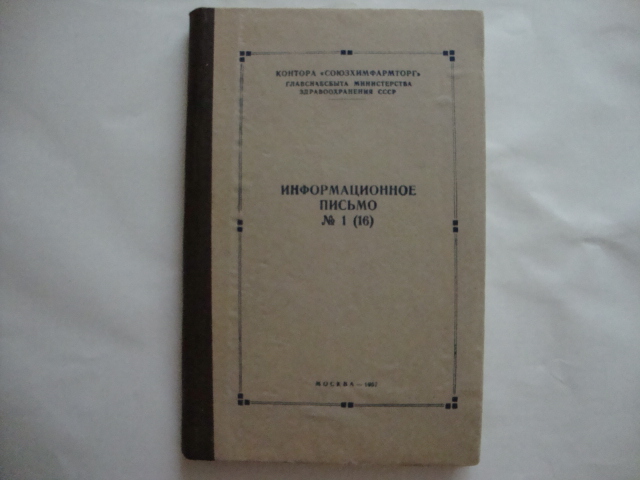 КОНТОРА «СОЮЗХИМФАРМТОРГ»
ГЛАВСНАБСБЫТА МИНИСТЕРСТВА
ЗДРАВООХРАНЕНИЯ СССР
ИНФОРМАЦИОННОЕ
ПИСЬМО
№ 1 (16)
МОСКВА —